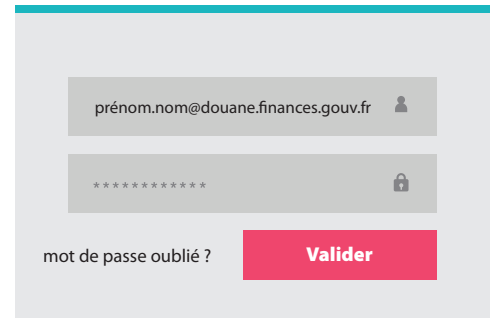 prénom.nom@douane.finances.gouv.fr
************
mot de passe oublié ?
Valider